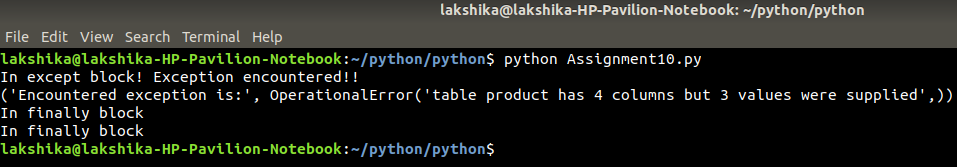 lakshika@lakshika-HP-Pavilion-Notebook: ~/python/python
File Edit View Search Terminal Help
lakshika@lakshika-HP-Pavilion-Notebook:~/python/python$ python Assignment10.py
In except block! Exception encountered!!
('Encountered exception is:', OperationalError('table product has 4 columns but 3 values were supplied',))
In finally block
In finally block
lakshika@lakshika-HP-Pavilion-Notebook:~/python/python$